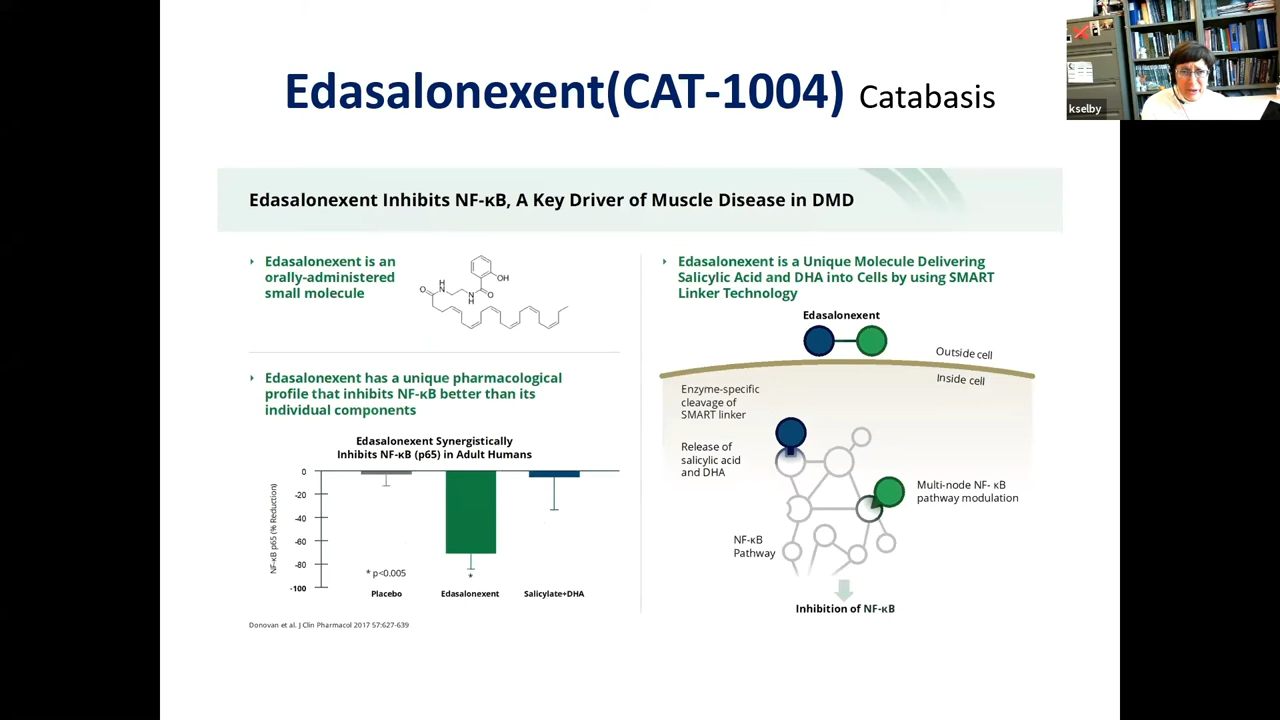 Edasalonexent(CAT-1004) Catabasis
kselby
Edasalonexent Inhibits NF-κB, A Key Driver of Muscle Disease in DMD
Edasalonexent is an
orally-administered
small molecule
O
H
N
N
H
O
OH
Edasalonexent has a unique pharmacological
profile that inhibits NF-κB better than its
individual components
Edasalonexent Synergistically
Inhibits NF-κB (p65) in Adult Humans
NF-κB p65 (% Reduction)
0
-20
-40
-60
-80
-100
* p<0.005
*
Placebo Edasalonexent Salicylate+DHA
Donovan et al. J Clin Pharmacol 2017 57:627-639
Edasalonexent is a Unique Molecule Delivering
Salicylic Acid and DHA into Cells by using SMART
Linker Technology
Edasalonexent
Outside cell
Inside cell
Enzyme-specific
cleavage of
SMART linker
Release of
salicylic acid
and DHA
Multi-node NF- κB
pathway modulation
NF-κB
Pathway
Inhibition of NF-κB